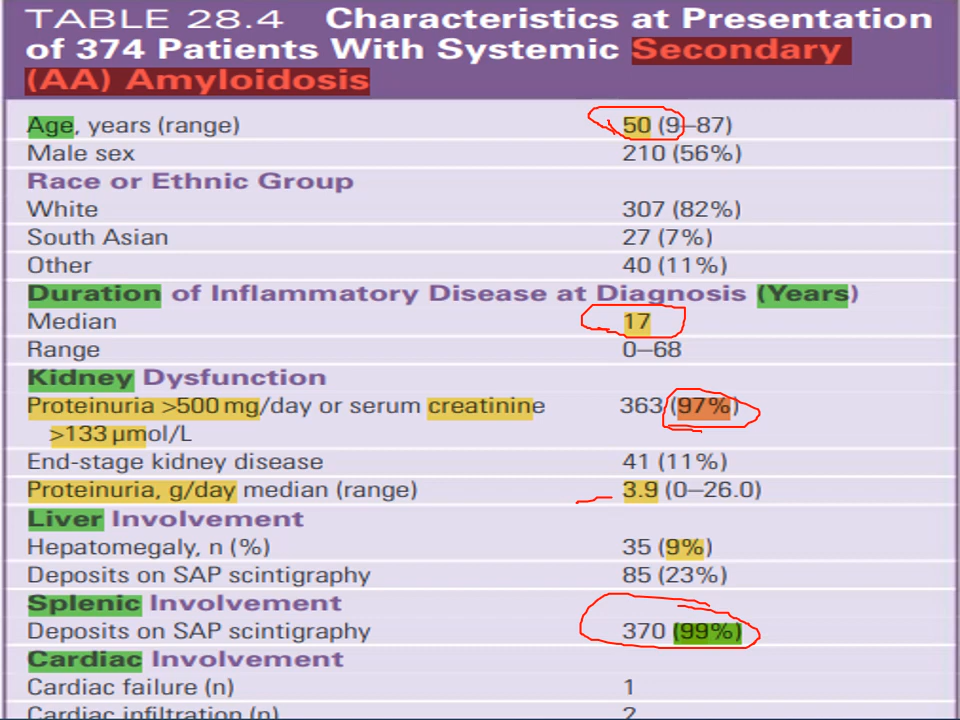 TABLE 28.4 Characteristics at Presentation
of 374 Patients With Systemic Secondary
(AA) Amyloidosis
Age, years (range) 50 (9–87)
Male sex 210 (56%)
Race or Ethnic Group
White 307 (82%)
South Asian 27 (7%)
Other 40 (11%)
Duration of Inflammatory Disease at Diagnosis (Years)
Median 17
Range 0–68
Kidney Dysfunction
Proteinuria >500 mg/day or serum creatinine 363 (97%)
>133 µmol/L
End-stage kidney disease 41 (11%)
Proteinuria, g/day median (range) 3.9 (0–26.0)
Liver Involvement
Hepatomegaly, n (%) 35 (9%)
Deposits on SAP scintigraphy 85 (23%)
Splenic Involvement
Deposits on SAP scintigraphy 370 (99%)
Cardiac Involvement
Cardiac failure (n) 1
Cardiac infiltration (n) 2